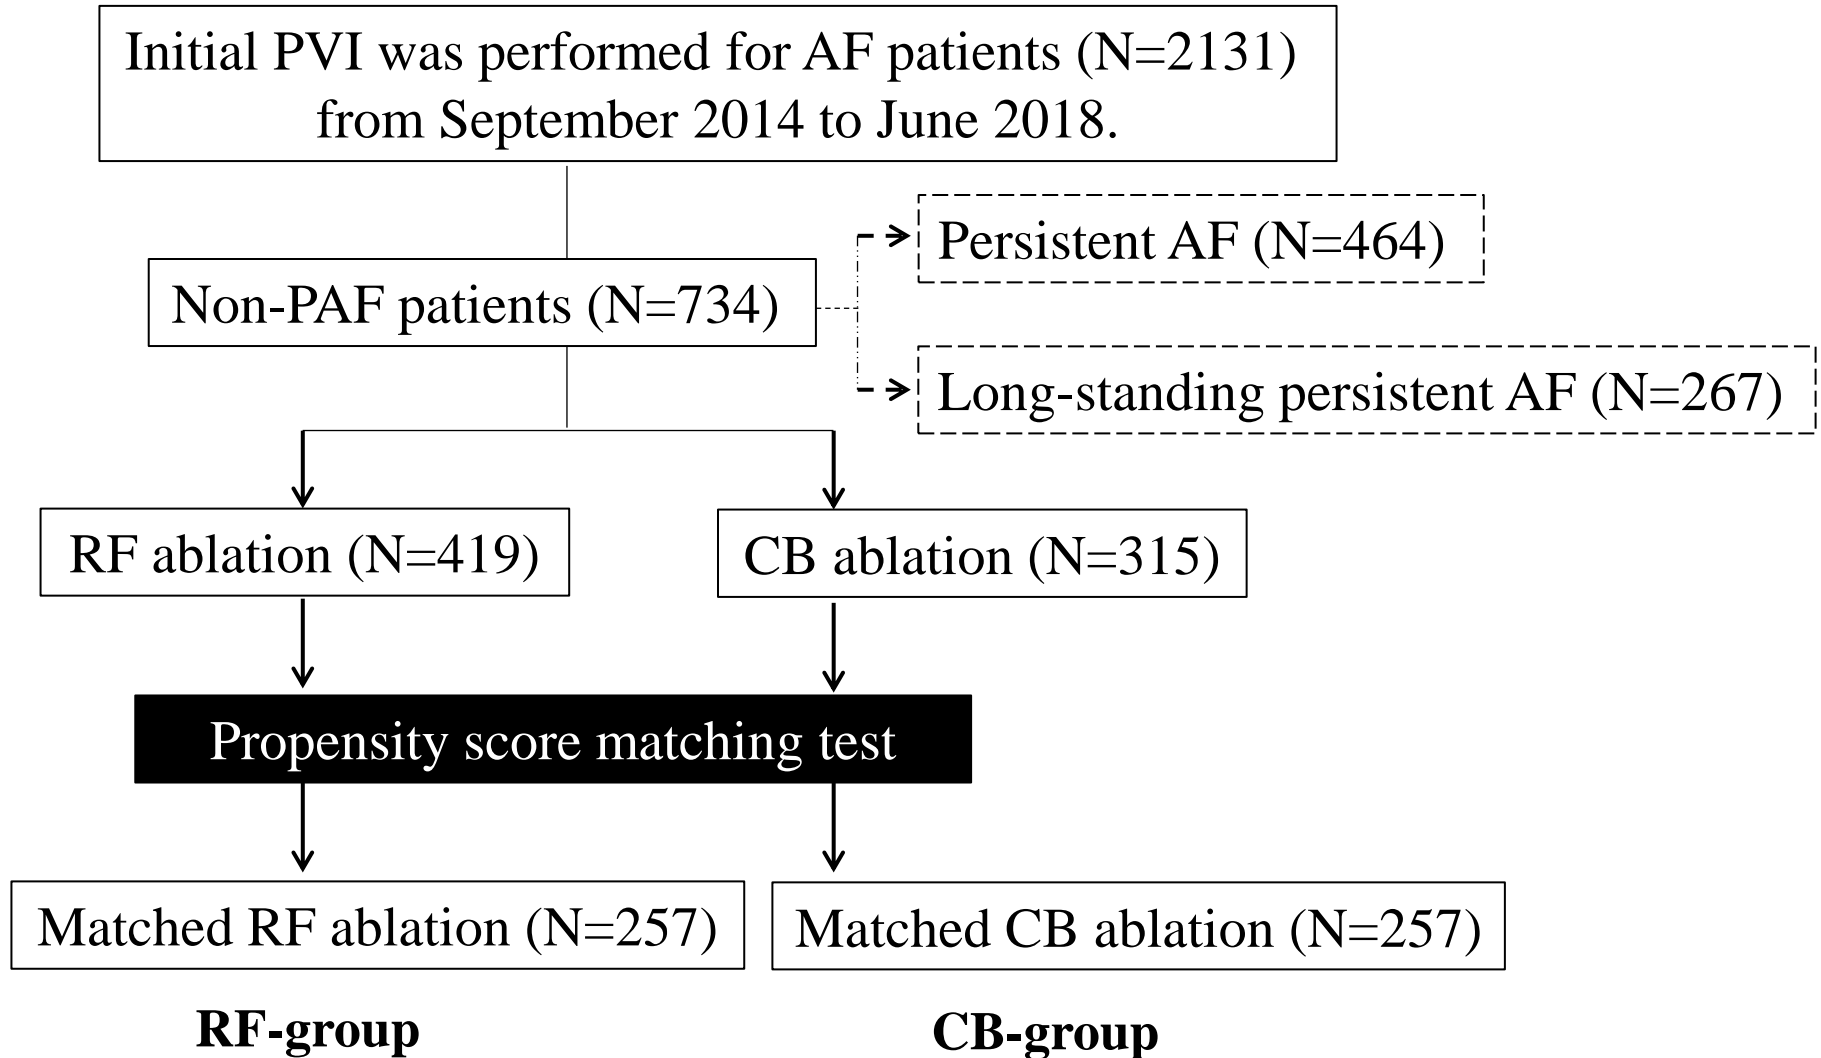 Initial PVI was performed for AF patients (N=2131)
from September 2014 to June 2018.
Persistent AF (N=464)
Non-PAF patients (N=734)
Long-standing persistent AF (N=267)
RF ablation (N=419)
CB ablation (N=315)
Propensity score matching test
Matched RF ablation (N=257)
Matched CB ablation (N=257)
RF-group
CB-group